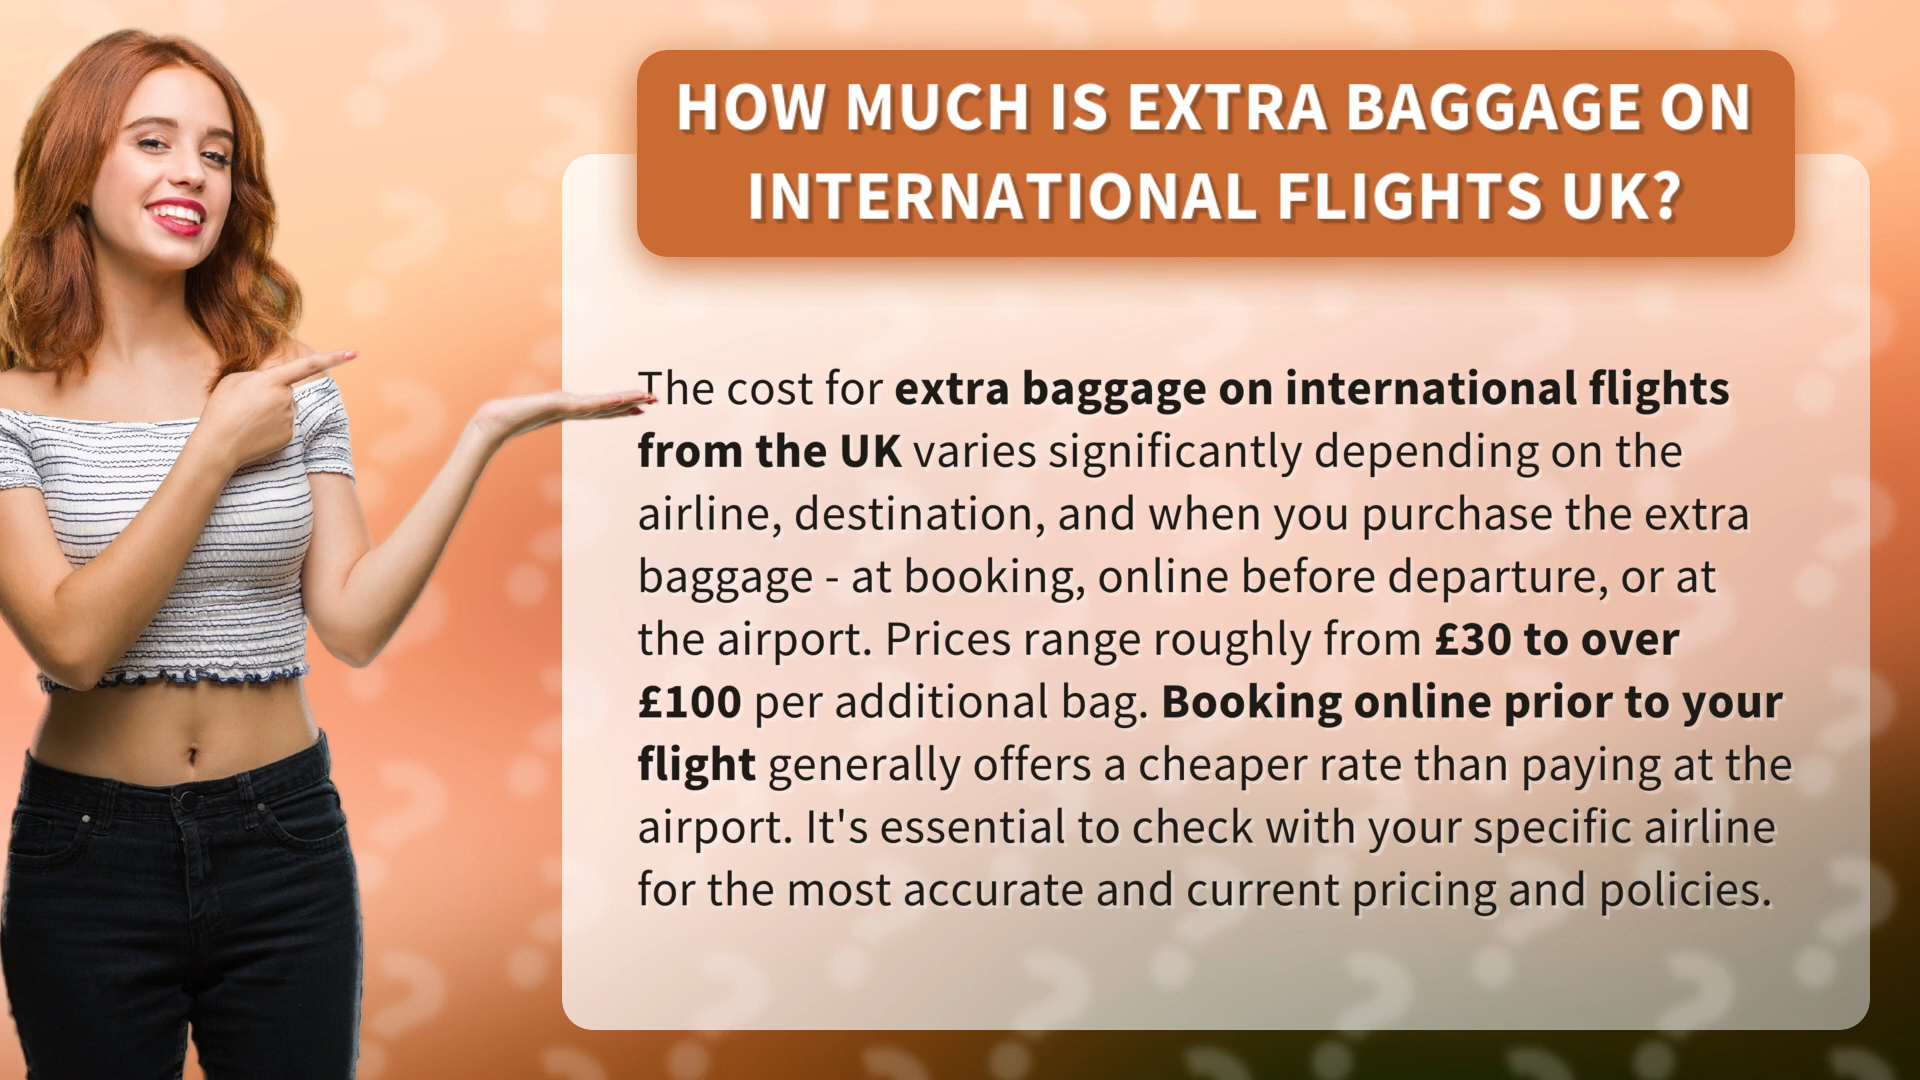 HOW MUCH IS EXTRA BAGGAGE ON
INTERNATIONAL FLIGHTS UK?
The cost for extra baggage on international flights
from the UK varies significantly depending on the
airline, destination, and when you purchase the extra
baggage - at booking, online before departure, or at
the airport. Prices range roughly from £30 to over
£100 per additional bag. Booking online prior to your
flight generally offers a cheaper rate than paying at the
airport. It's essential to check with your specific airline
for the most accurate and current pricing and policies.